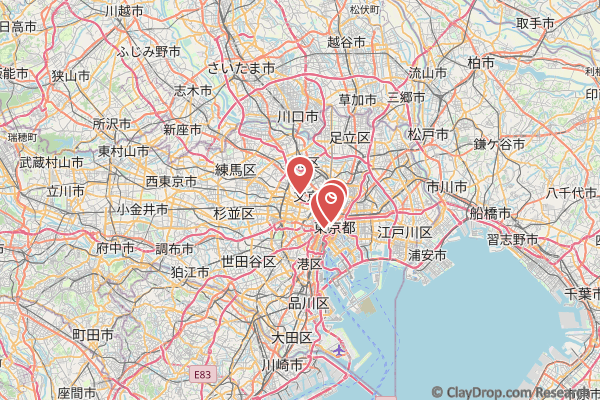 川越市
松伏町
取手市
日高市
ふじみ野市
越谷市
柏市
飯能市
狭山市
さいたま市
流山市
志木市
草加市
三郷市
川口市
所沢市
新座市
足立区
松戸市
瑞穂町
東村山市
鎌ケ谷市
武蔵村山市
練馬区
立川市
西東京市
文京
市川市
八千代市
小金井市
杉並区
船橋市
東京都
江戸川区
習志野市
府中市
調布市
浦安市
狛江市
世田谷区
港区
千葉市
品川区
町田市
大田区
川崎市
E83
座間市
© ClayDrop.com Research